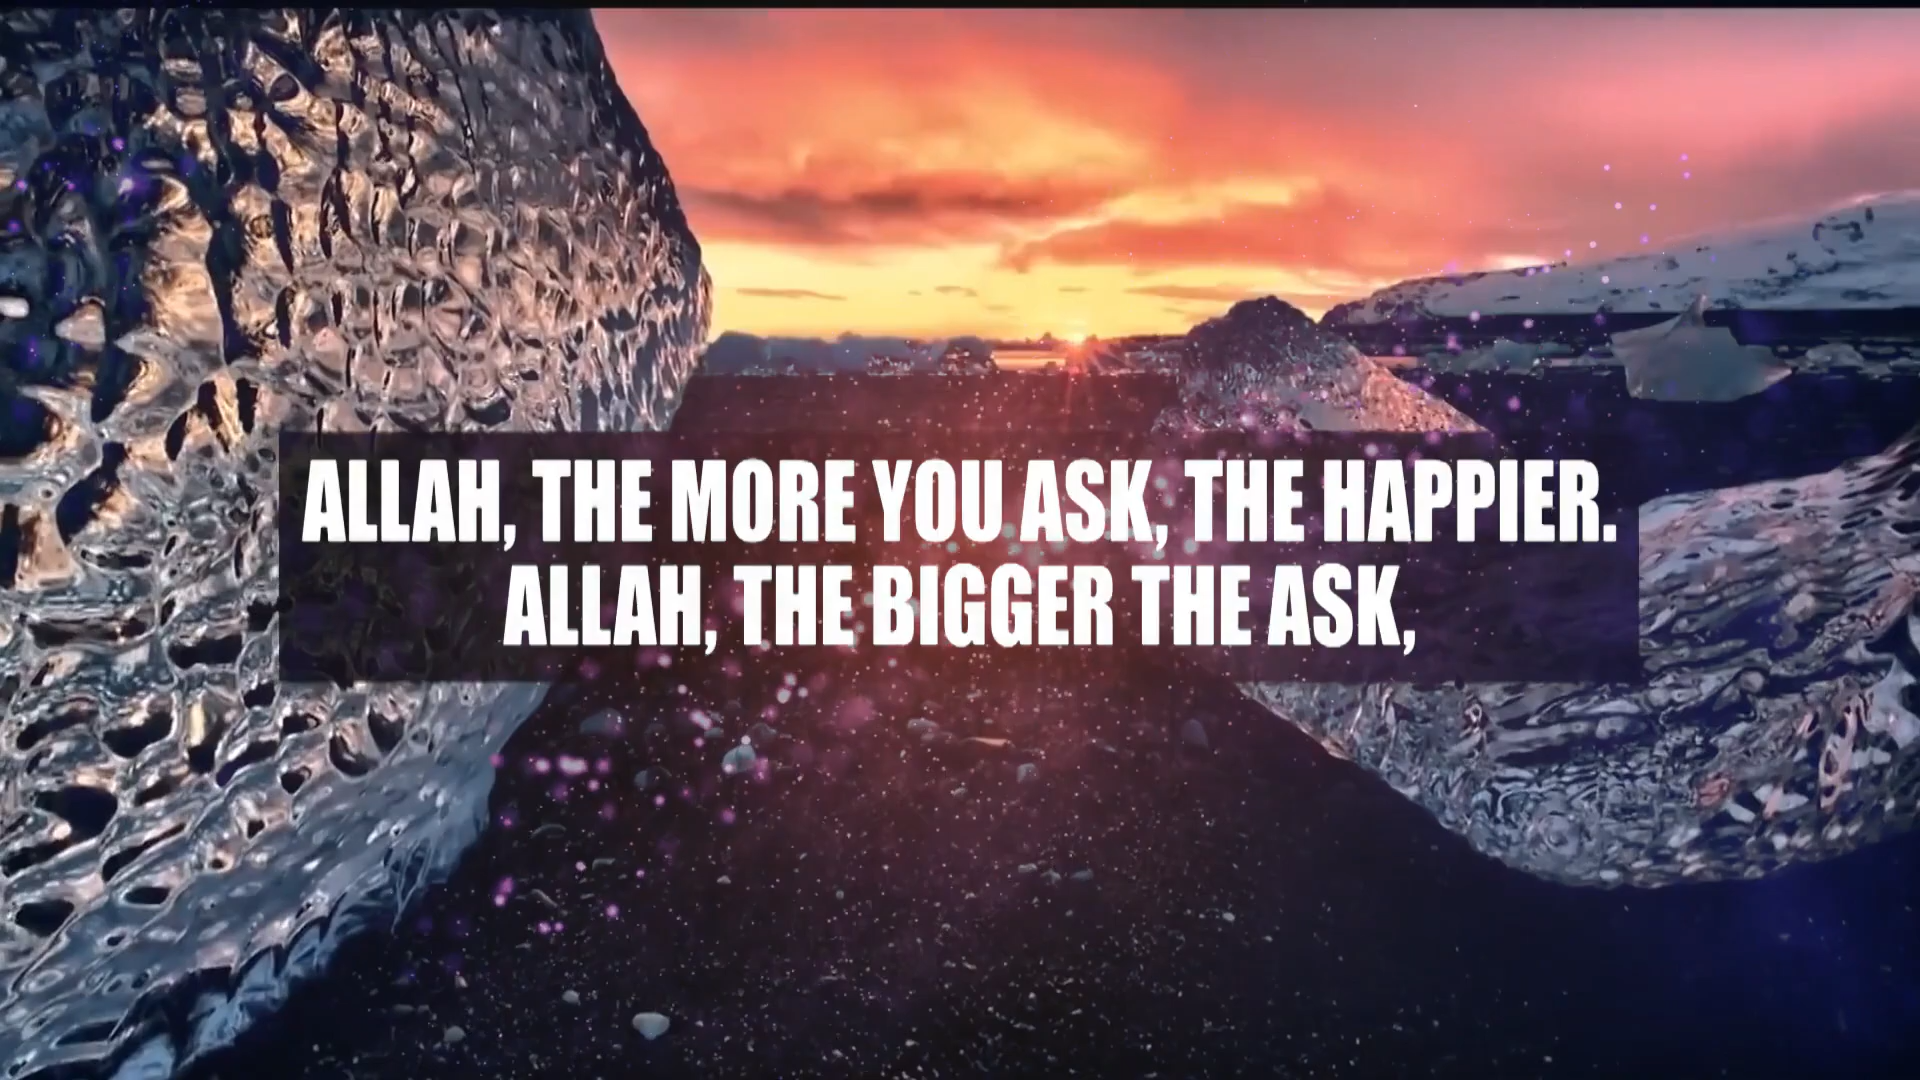 ALLAH, THE MORE YOU ASK, THE HAPPIER.
ALLAH, THE BIGGER THE ASK,